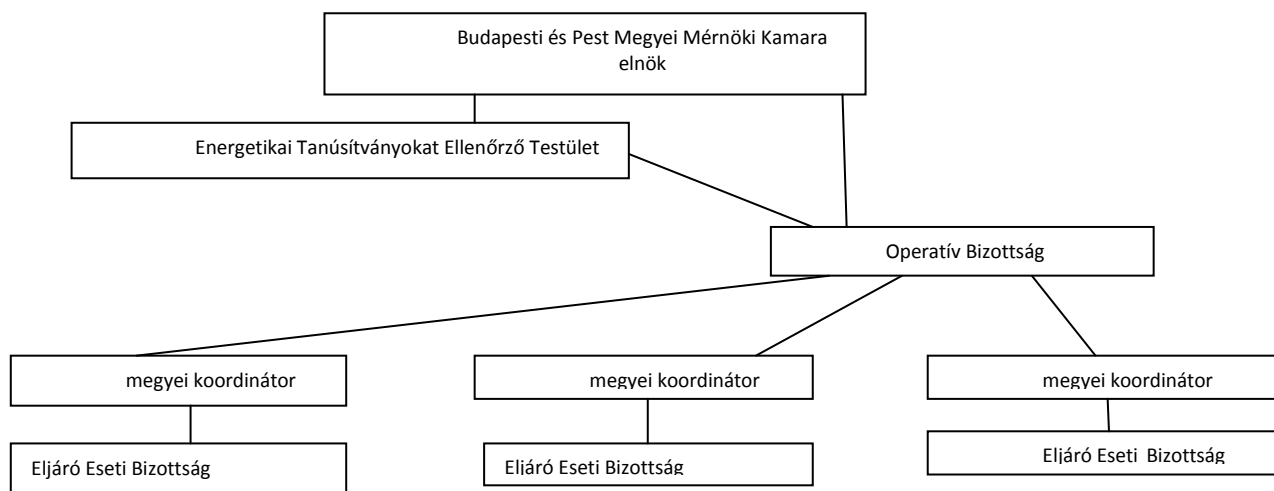 Budapesti és Pest Megyei Mérnöki Kamara
elnök
Energetikai Tanúsítványokat Ellenőrző Testület
Operatív Bizottság
megyei koordinátor
megyei koordinátor
megyei koordinátor
Eljáró Eseti Bizottság
Eljáró Eseti Bizottság
Eljáró Eseti Bizottság